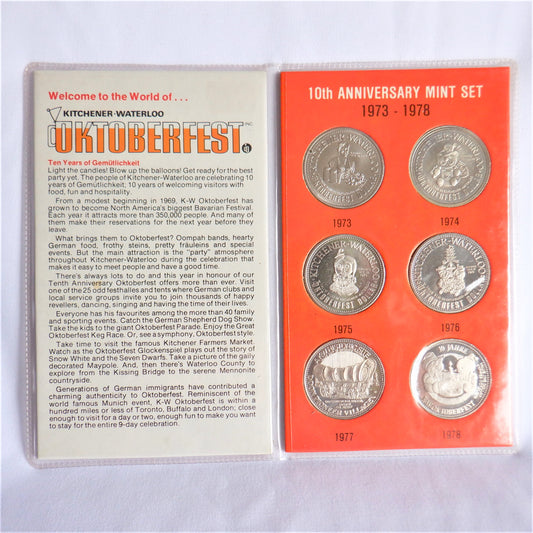 Welcome to the World of . . .
KITCHENER-WATERLOO
OKTOBERFEST INC.
Ten Years of Gemütlichkeit
Light the candles! Blow up the balloons! Get ready for the best
party yet. The people of Kitchener-Waterloo are celebrating 10
years of Gemütlichkeit; 10 years of welcoming visitors with
food, fun and hospitality.
From a modest beginning in 1969, K-W Oktoberfest has
grown to become North America's biggest Bavarian Festival.
Each year it attracts more than 350,000 people. And many of
them make their reservations for the next year before they
leave.
What brings them to Oktoberfest? Oompah bands, hearty
German food, frothy steins, pretty fräuleins and special
events. But the main attraction is the "party" atmosphere
throughout Kitchener-Waterloo during the celebration that
makes it easy to meet people and have a good time.
There's always lots to do and this year in honour of our
Tenth Anniversary Oktoberfest offers more than ever. Visit
one of the 25 odd festhalles and tents where German clubs and
local service groups invite you to join thousands of happy
revellers, dancing, singing and having the time of their lives.
Everyone has his favourites among the more than 40 family
and sporting events. Catch the German Shepherd Dog Show.
Take the kids to the giant Oktoberfest Parade. Enjoy the Great
Oktoberfest Keg Race. Or, see a symphony, Oktoberfest style.
Take time to visit the famous Kitchener Farmers Market.
Watch as the Oktoberfest Glockenspiel plays out the story of
Snow White and the Seven Dwarfs. Take a picture of the gaily
decorated Maypole. And, then there's Waterloo County to
explore from the Kissing Bridge to the serene Mennonite
countryside.
Generations of German immigrants have contributed a
charming authenticity to Oktoberfest. Reminiscent of the
world famous Munich event, K-W Oktoberfest is within a
hundred miles or less of Toronto, Buffalo and London; close
enough to visit for a day or two, enough fun to make you want
to stay for the entire 9-day celebration.
10th ANNIVERSARY MINT SET
1973 - 1978
KITCHENER-WATERLOO
OKTOBERFEST DOLLAR
1973
KITCHENER-WATERLOO
OKTOBERFEST DOLLAR
1974
KITCHENER-WATERLOO
OKTOBERFEST DOLLAR
1975
KITCHENER-WATERLOO
OKTOBERFEST DOLLAR
1976
1977
10 JAHRE
1978